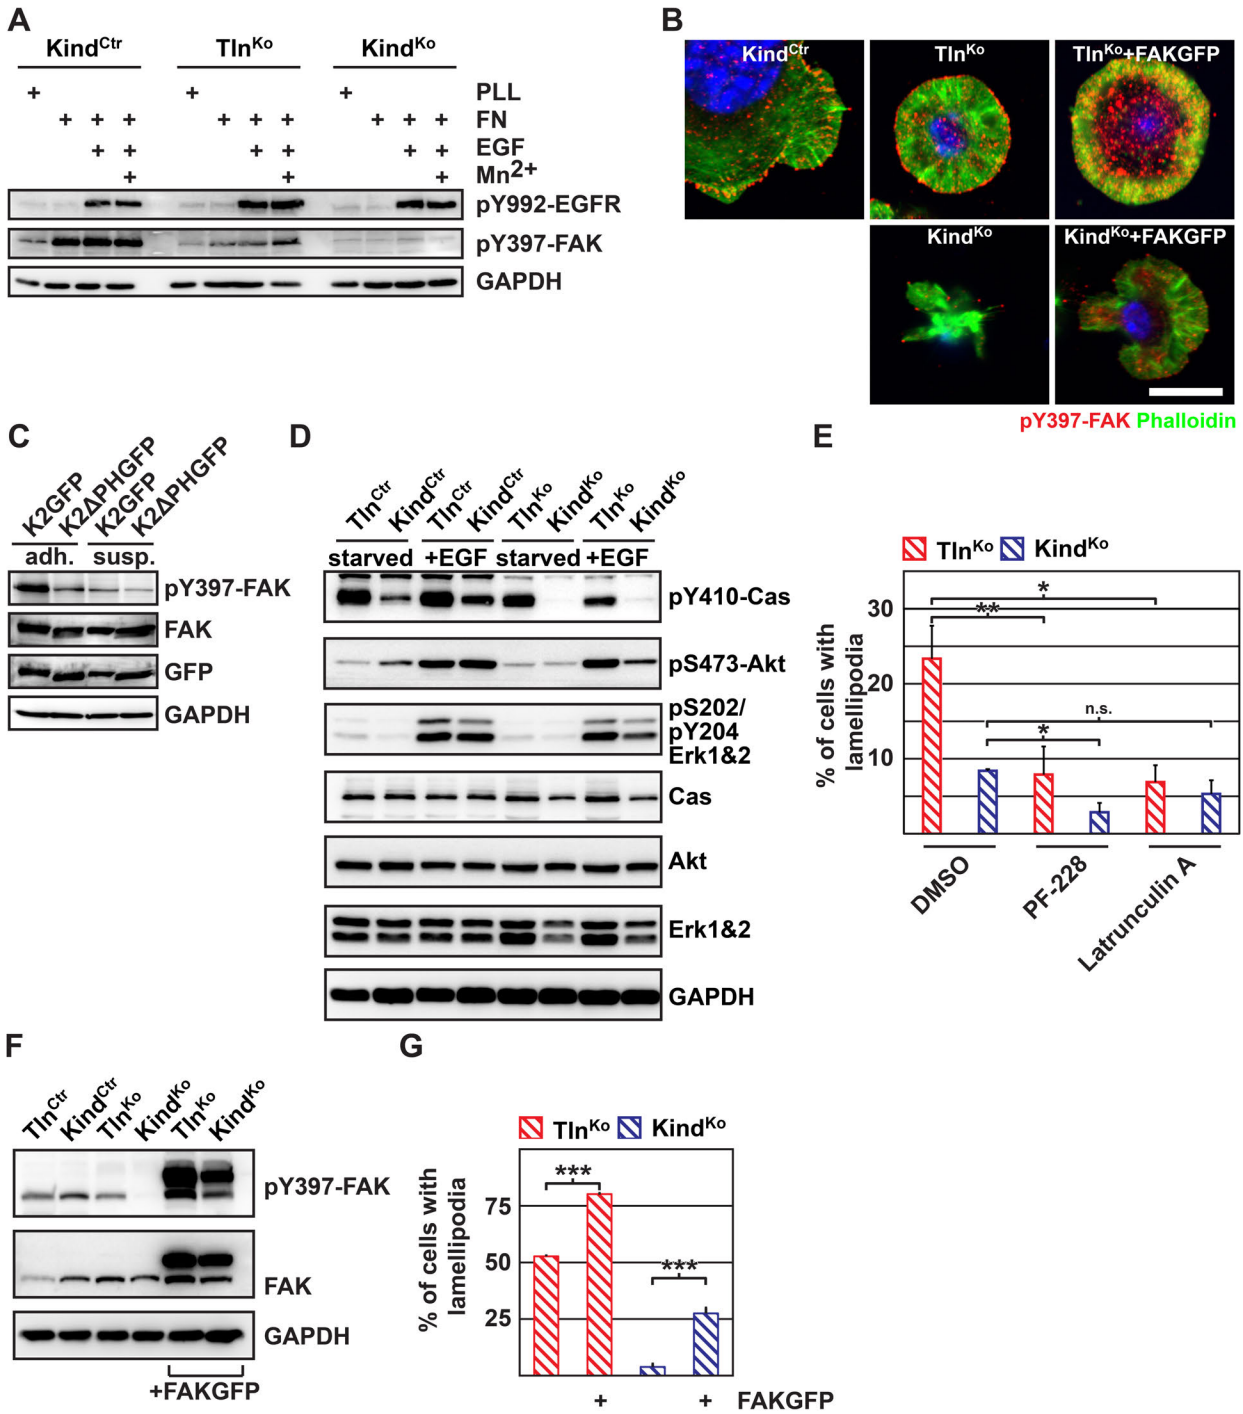 A
Kind^Ctr Tln^Ko Kind^Ko
+ + + PLL
+ + + + + + + + + FN
+ + + + + + EGF
+ + + Mn2+
pY992-EGFR
pY397-FAK
GAPDH
B
Kind^Ctr Tln^Ko Tln^Ko+FAKGFP
Kind^Ko Kind^Ko+FAKGFP
pY397-FAK Phalloidin
C
K2GFP K2ΔPHGFP K2GFP K2ΔPHGFP
adh. susp.
pY397-FAK
FAK
GFP
GAPDH
D
Tln^Ctr Kind^Ctr Tln^Ctr Kind^Ctr Tln^Ko Kind^Ko Tln^Ko Kind^Ko
starved +EGF starved +EGF
pY410-Cas
pS473-Akt
pS202/
pY204
Erk1&2
Cas
Akt
Erk1&2
GAPDH
E
Tln^Ko Kind^Ko
% of cells with
lamellipodia
30
20
10
*
**
n.s.
*
DMSO PF-228 Latrunculin A
F
Tln^Ctr Kind^Ctr Tln^Ko Kind^Ko Tln^Ko Kind^Ko
pY397-FAK
FAK
GAPDH
+FAKGFP
G
Tln^Ko Kind^Ko
% of cells with
lamellipodia
75
50
25
***
***
+ + FAKGFP